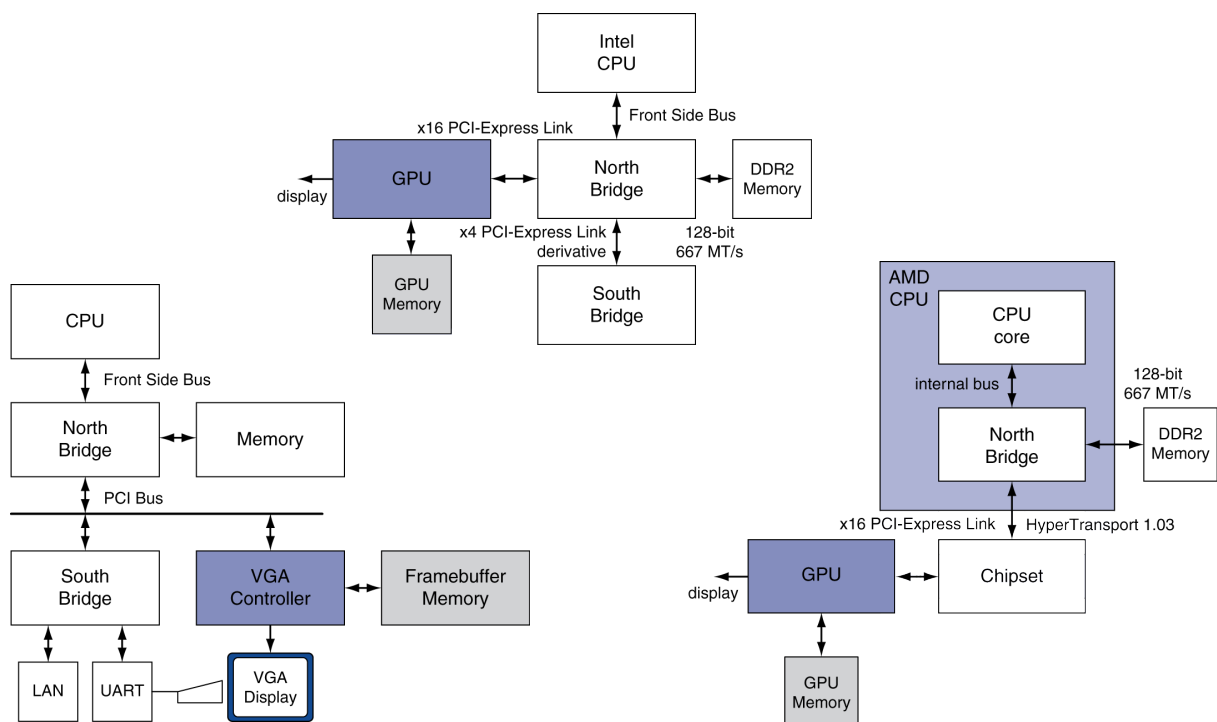 Intel
CPU
Front Side Bus
x16 PCI-Express Link
GPU
North
Bridge
DDR2
Memory
display
x4 PCI-Express Link
derivative
128-bit
667 MT/s
GPU
Memory
South
Bridge
CPU
Front Side Bus
North
Bridge
Memory
PCI Bus
South
Bridge
VGA
Controller
Framebuffer
Memory
LAN
UART
VGA
Display
AMD
CPU
CPU
core
internal bus
128-bit
667 MT/s
North
Bridge
DDR2
Memory
x16 PCI-Express Link
HyperTransport 1.03
GPU
Chipset
display
GPU
Memory